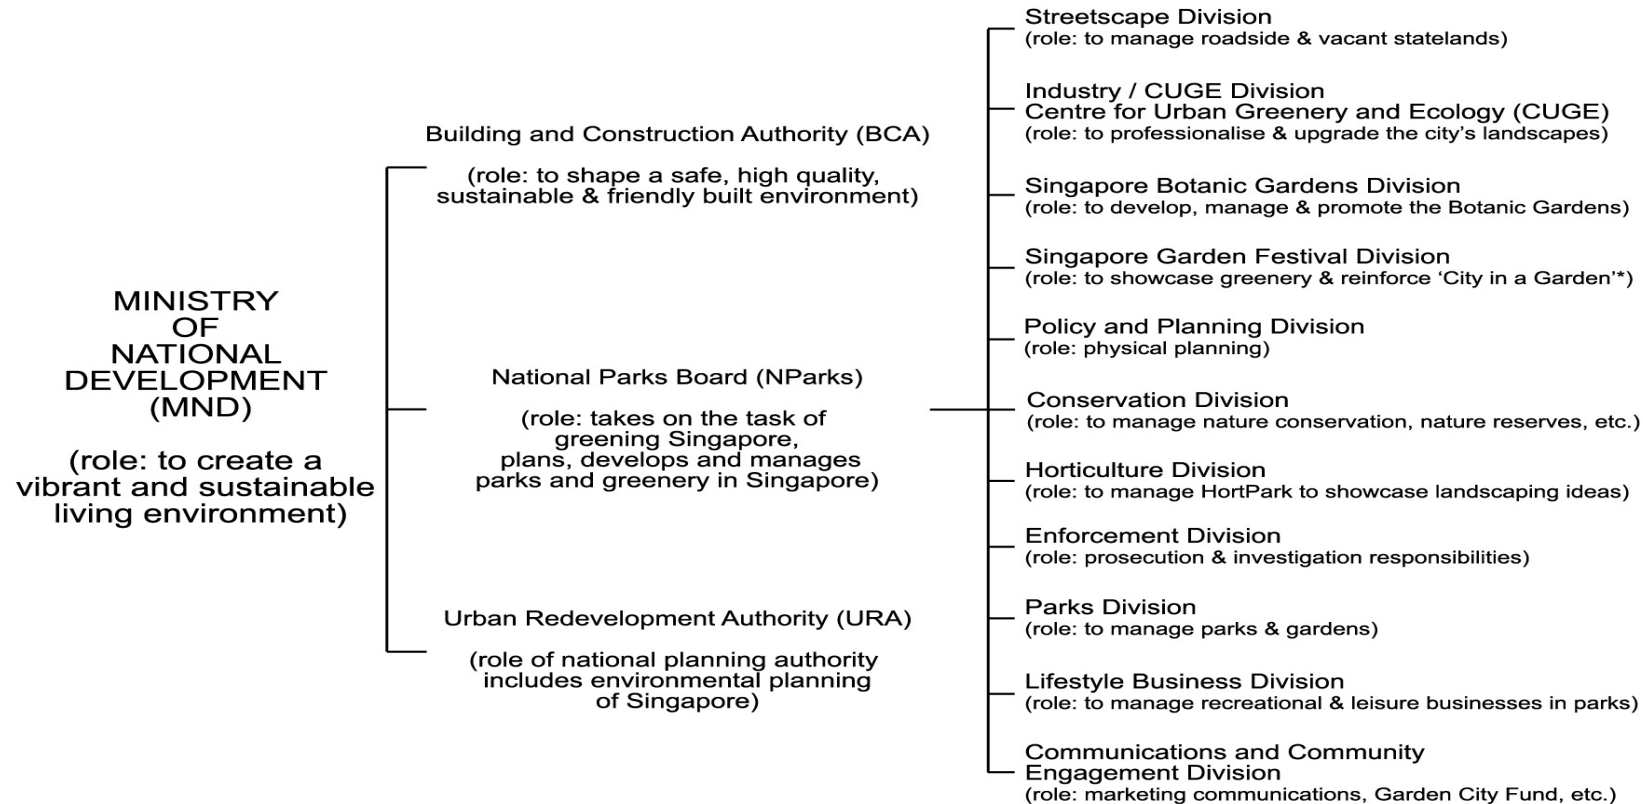 MINISTRY
OF
NATIONAL
DEVELOPMENT
(MND)
(role: to create a
vibrant and sustainable
living environment)
Building and Construction Authority (BCA)
(role: to shape a safe, high quality,
sustainable & friendly built environment)
National Parks Board (NParks)
(role: takes on the task of
greening Singapore,
plans, develops and manages
parks and greenery in Singapore)
Urban Redevelopment Authority (URA)
(role of national planning authority
includes environmental planning
of Singapore)
Streetscape Division
(role: to manage roadside & vacant statelands)
Industry / CUGE Division
Centre for Urban Greenery and Ecology (CUGE)
(role: to professionalise & upgrade the city’s landscapes)
Singapore Botanic Gardens Division
(role: to develop, manage & promote the Botanic Gardens)
Singapore Garden Festival Division
(role: to showcase greenery & reinforce ‘City in a Garden’*)
Policy and Planning Division
(role: physical planning)
Conservation Division
(role: to manage nature conservation, nature reserves, etc.)
Horticulture Division
(role: to manage HortPark to showcase landscaping ideas)
Enforcement Division
(role: prosecution & investigation responsibilities)
Parks Division
(role: to manage parks & gardens)
Lifestyle Business Division
(role: to manage recreational & leisure businesses in parks)
Communications and Community
Engagement Division
(role: marketing communications, Garden City Fund, etc.)